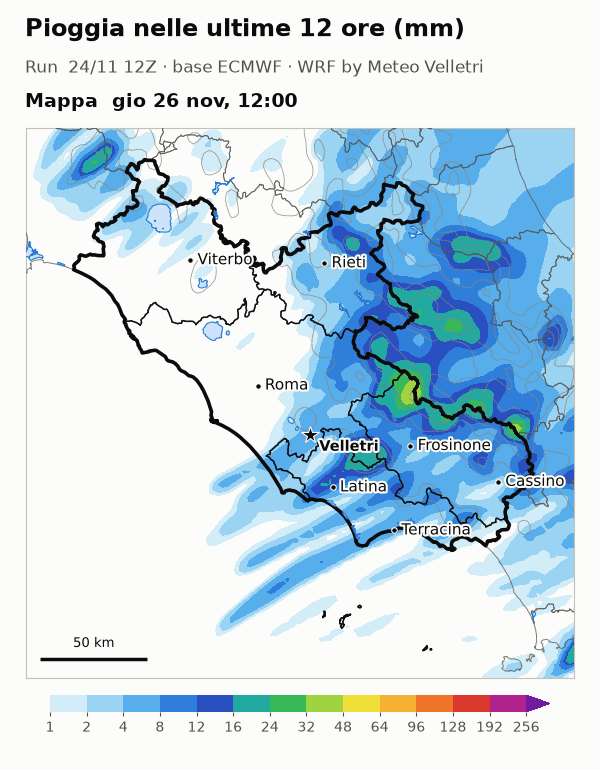 Pioggia nelle ultime 12 ore (mm)
Run  24/11 12Z · base ECMWF · WRF by Meteo Velletri
Mappa  gio 26 nov, 12:00
Viterbo
Rieti
Roma
Velletri
Frosinone
Latina
Cassino
Terracina
50 km
1 2 4 8 12 16 24 32 48 64 96 128 192 256